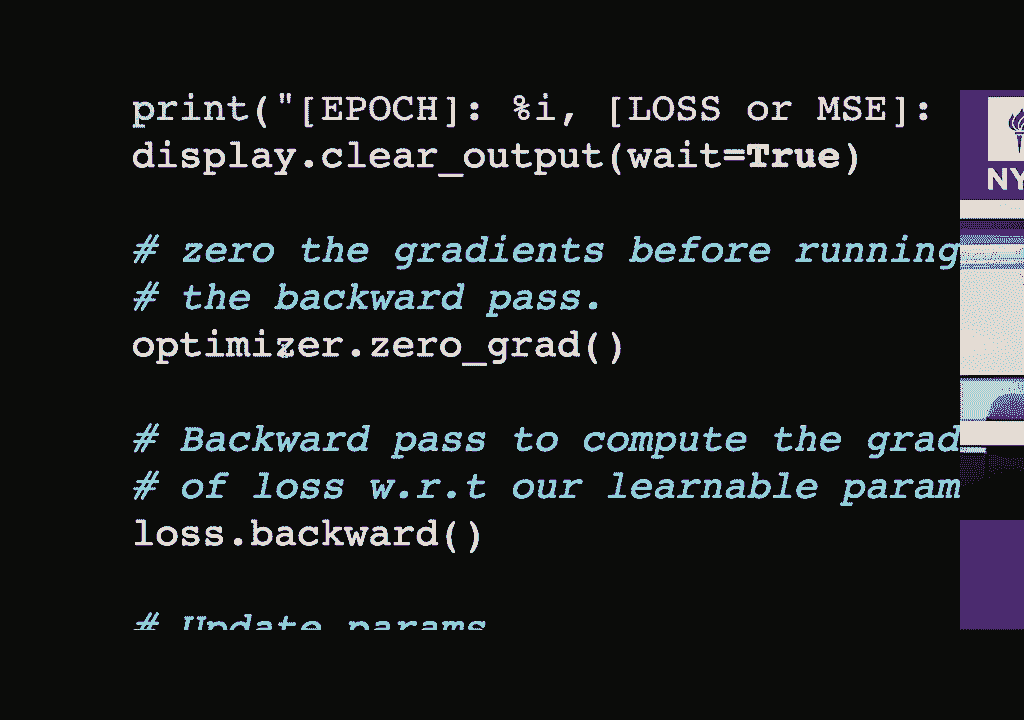 print("[EPOCH]: %i, [LOSS or MSE]:
display.clear_output(wait=True)
# zero the gradients before running
# the backward pass.
optimizer.zero_grad()
# Backward pass to compute the grad
# of loss w.r.t our learnable param
loss.backward()
# Update params
NY